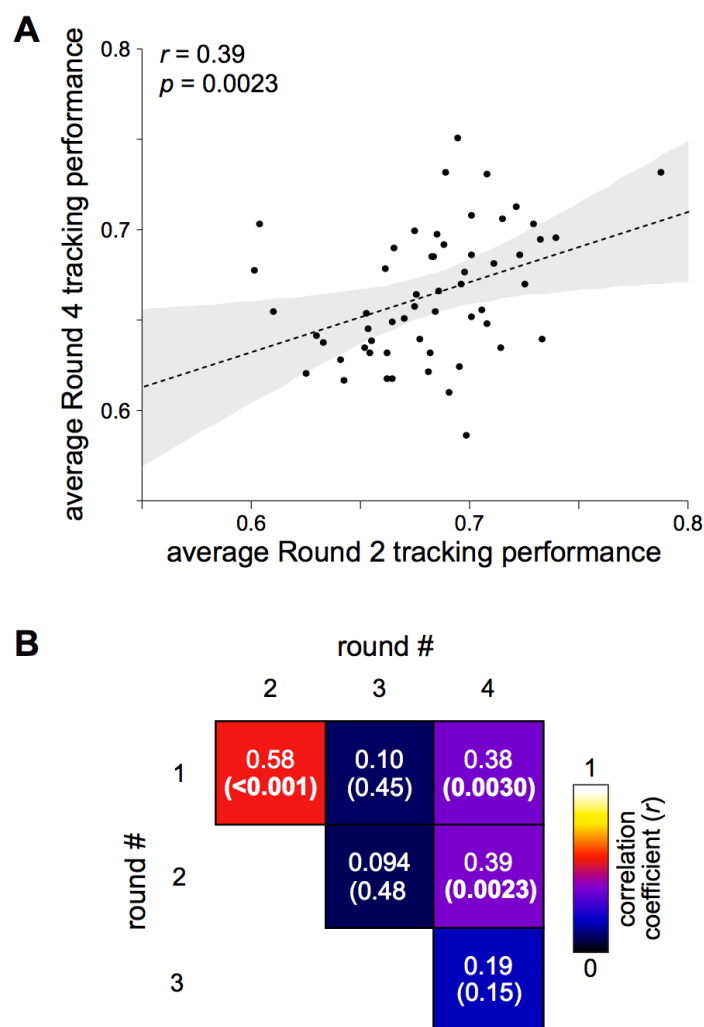 A
r = 0.39
p = 0.0023
average Round 4 tracking performance
0.8
0.7
0.6
0.6
0.7
0.8
average Round 2 tracking performance
B
round #
2
3
4
round #
1
0.58
(<0.001)
0.10
(0.45)
0.38
(0.0030)
2
0.094
(0.48
0.39
(0.0023)
3
0.19
(0.15)
1
correlation
coefficient (r)
0